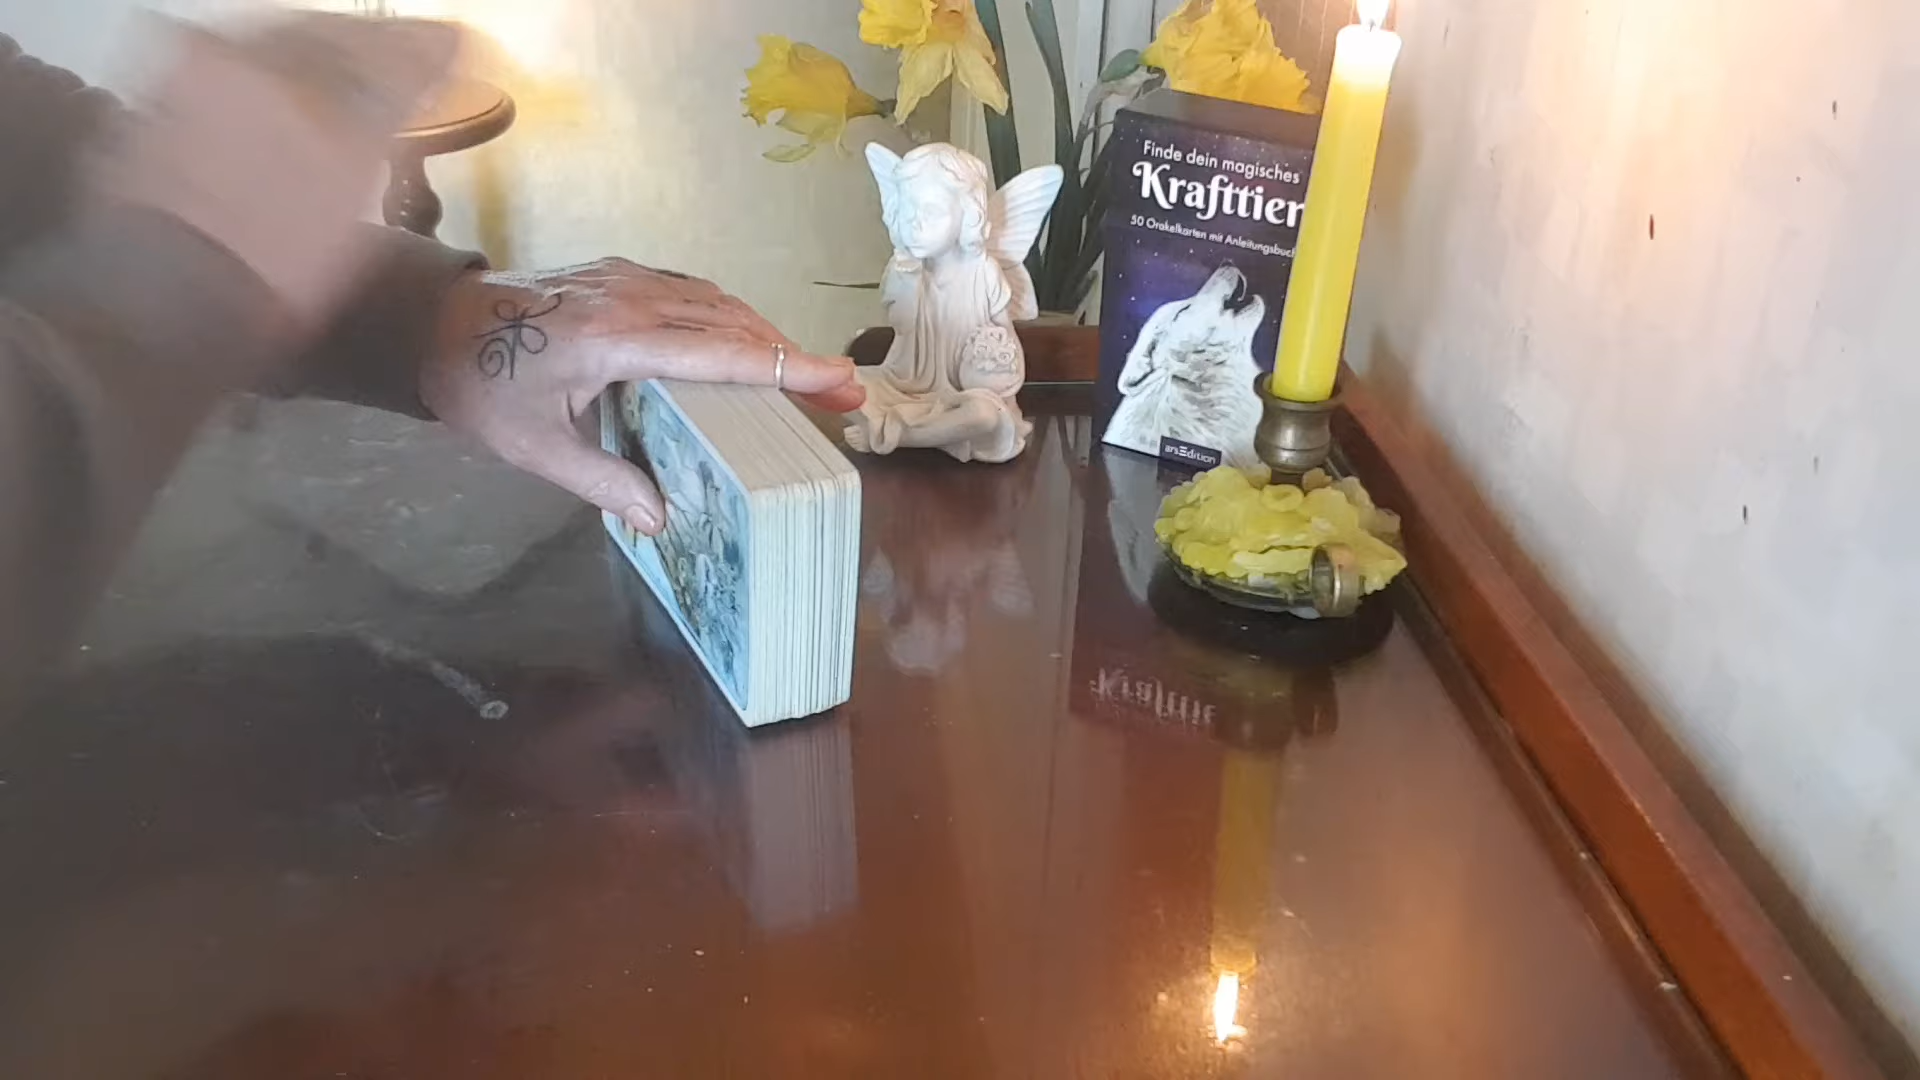 Finde dein magisches
Krafttier
50 Orakelkarten mit Anleitungsbuch
arsEdition